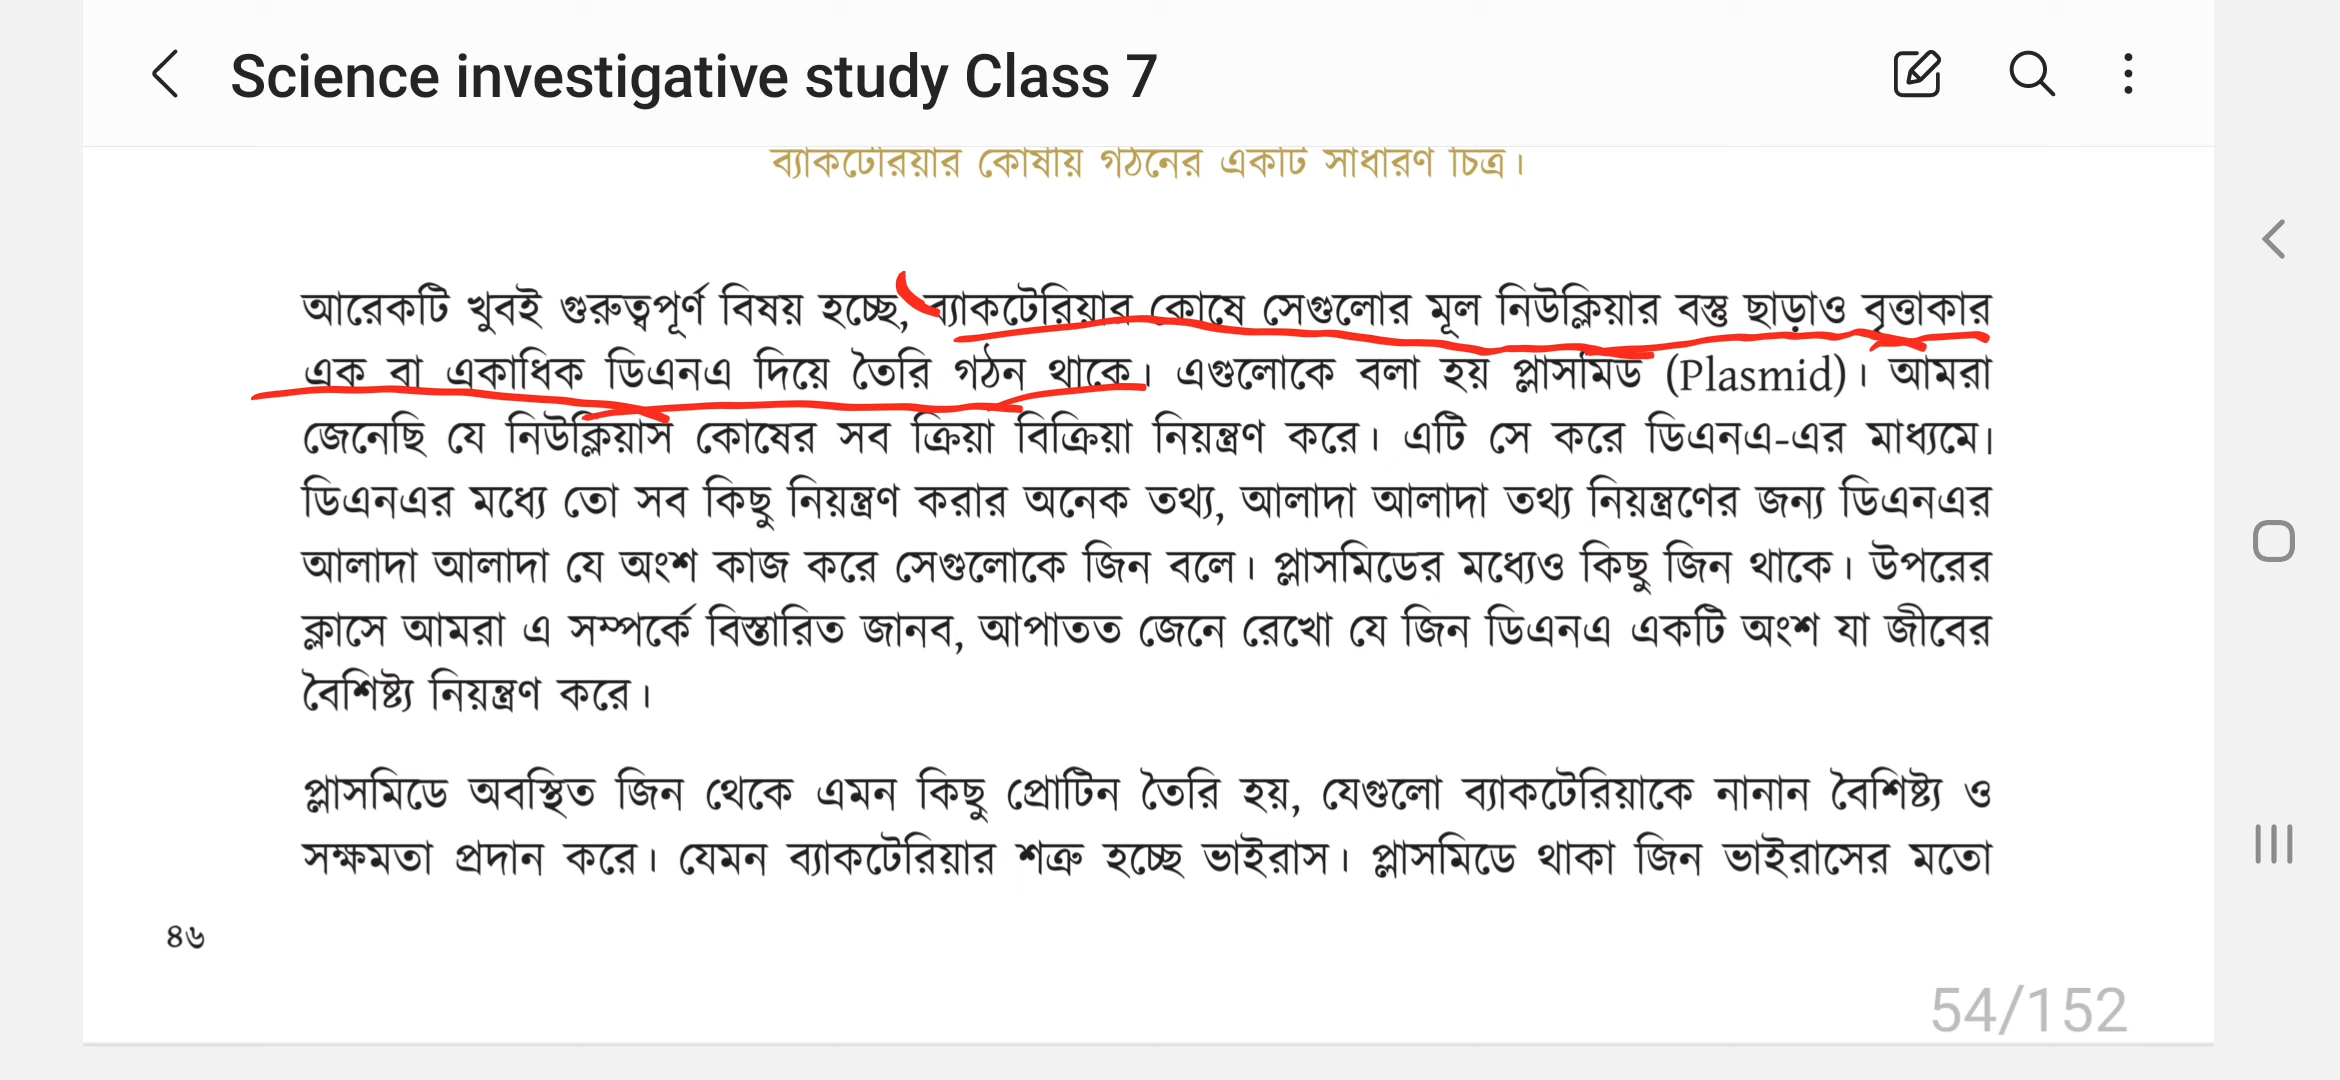 Science investigative study Class 7
ব্যাকটেরিয়ার কোষীয় গঠনের একটি সাধারণ চিত্র।
আরেকটি খুবই গুরুত্বপূর্ণ বিষয় হচ্ছে, ব্যাকটেরিয়ার কোষে সেগুলোর মূল নিউক্লিয়ার বস্তু ছাড়াও বৃত্তাকার
এক বা একাধিক ডিএনএ দিয়ে তৈরি গঠন থাকে। এগুলোকে বলা হয় প্লাসমিড (Plasmid)। আমরা
জেনেছি যে নিউক্লিয়াস কোষের সব ক্রিয়া বিক্রিয়া নিয়ন্ত্রণ করে। এটি সে করে ডিএনএ-এর মাধ্যমে।
ডিএনএর মধ্যে তো সব কিছু নিয়ন্ত্রণ করার অনেক তথ্য, আলাদা আলাদা তথ্য নিয়ন্ত্রণের জন্য ডিএনএর
আলাদা আলাদা যে অংশ কাজ করে সেগুলোকে জিন বলে। প্লাসমিডের মধ্যেও কিছু জিন থাকে। উপরের
ক্লাসে আমরা এ সম্পর্কে বিস্তারিত জানব, আপাতত জেনে রেখো যে জিন ডিএনএ একটি অংশ যা জীবের
বৈশিষ্ট্য নিয়ন্ত্রণ করে।
প্লাসমিডে অবস্থিত জিন থেকে এমন কিছু প্রোটিন তৈরি হয়, যেগুলো ব্যাকটেরিয়াকে নানান বৈশিষ্ট্য ও
সক্ষমতা প্রদান করে। যেমন ব্যাকটেরিয়ার শত্রু হচ্ছে ভাইরাস। প্লাসমিডে থাকা জিন ভাইরাসের মতো
৪৬
54/152